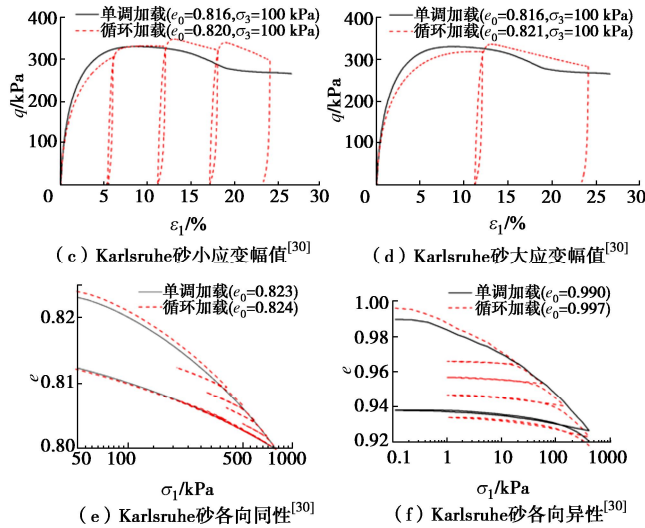 单调加载(e₀=0.816,σ₃=100 kPa)
循环加载(e₀=0.820,σ₃=100 kPa)
400
300
200
100
q/kPa
0 5 10 15 20 25 30
ε₁/%
(c)Karlsruhe砂小应变幅值[30]
单调加载(e₀=0.816,σ₃=100 kPa)
循环加载(e₀=0.821,σ₃=100 kPa)
400
300
200
100
q/kPa
0 5 10 15 20 25 30
ε₁/%
(d)Karlsruhe砂大应变幅值[30]
单调加载(e₀=0.823)
循环加载(e₀=0.824)
0.82
0.81
0.80
e
50 100 500 1000
σ₁/kPa
(e)Karlsruhe砂各向同性[30]
单调加载(e₀=0.990)
循环加载(e₀=0.997)
1.00
0.98
0.96
0.94
0.92
e
0.1 1 10 100 1000
σ₁/kPa
(f)Karlsruhe砂各向异性[30]